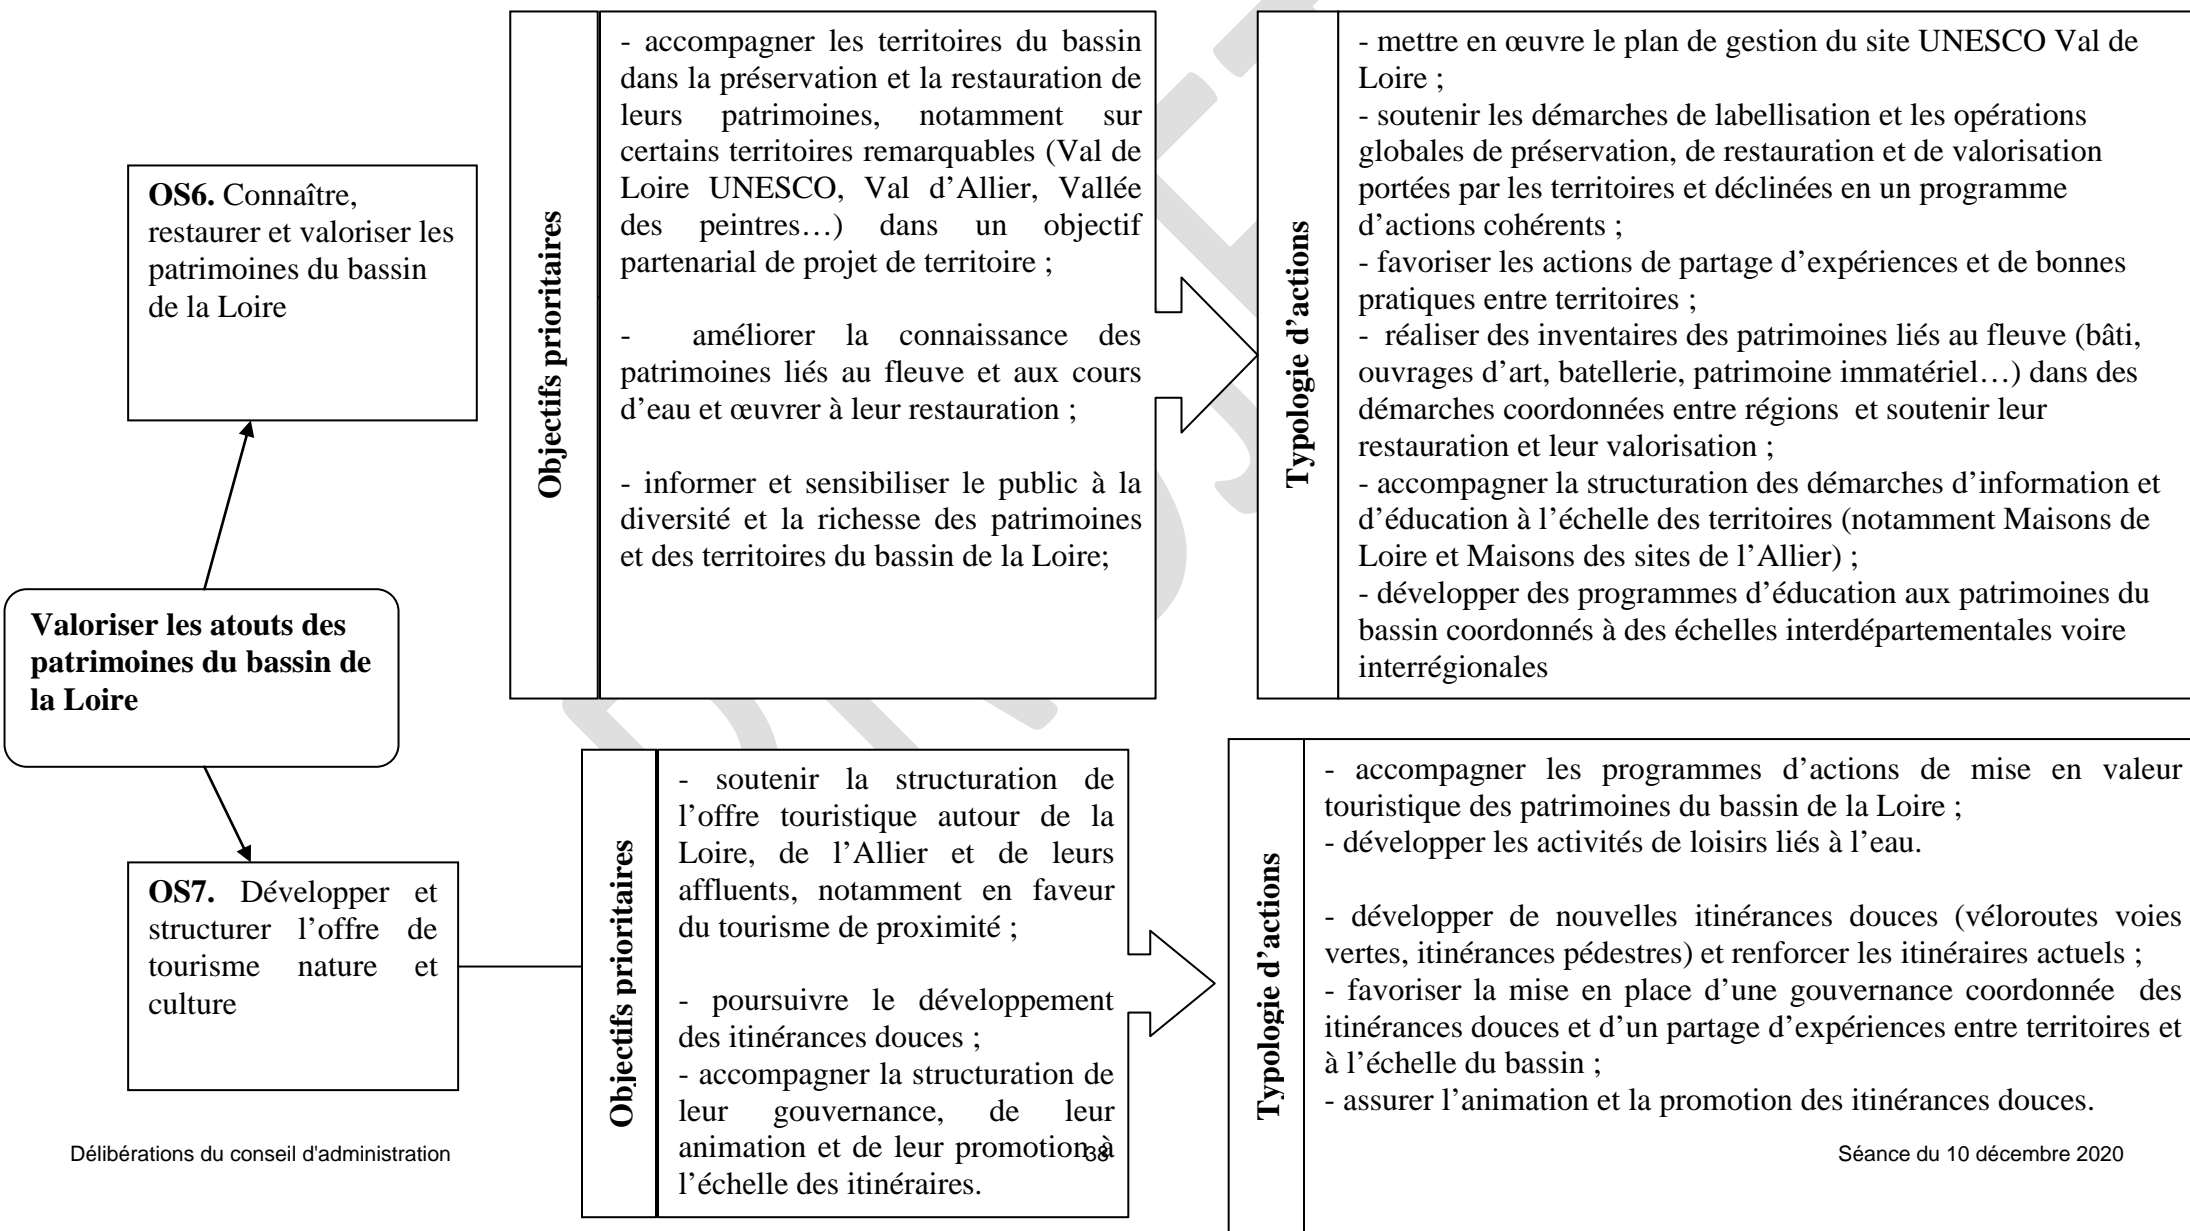 OS6. Connaître,
restaurer et valoriser les
patrimoines du bassin
de la Loire
Objectifs prioritaires
- accompagner les territoires du bassin
dans la préservation et la restauration de
leurs patrimoines, notamment sur
certains territoires remarquables (Val de
Loire UNESCO, Val d’Allier, Vallée
des peintres…) dans un objectif
partenarial de projet de territoire ;
- améliorer la connaissance des
patrimoines liés au fleuve et aux cours
d’eau et œuvrer à leur restauration ;
- informer et sensibiliser le public à la
diversité et la richesse des patrimoines
et des territoires du bassin de la Loire;
Typologie d’actions
- mettre en œuvre le plan de gestion du site UNESCO Val de
Loire ;
- soutenir les démarches de labellisation et les opérations
globales de préservation, de restauration et de valorisation
portées par les territoires et déclinées en un programme
d’actions cohérents ;
- favoriser les actions de partage d’expériences et de bonnes
pratiques entre territoires ;
- réaliser des inventaires des patrimoines liés au fleuve (bâti,
ouvrages d’art, batellerie, patrimoine immatériel…) dans des
démarches coordonnées entre régions et soutenir leur
restauration et leur valorisation ;
- accompagner la structuration des démarches d’information et
d’éducation à l’échelle des territoires (notamment Maisons de
Loire et Maisons des sites de l’Allier) ;
- développer des programmes d’éducation aux patrimoines du
bassin coordonnés à des échelles interdépartementales voire
interrégionales
Valoriser les atouts des
patrimoines du bassin de
la Loire
OS7. Développer et
structurer l’offre de
tourisme nature et
culture
Objectifs prioritaires
- soutenir la structuration de
l’offre touristique autour de la
Loire, de l’Allier et de leurs
affluents, notamment en faveur
du tourisme de proximité ;
- poursuivre le développement
des itinérances douces ;
- accompagner la structuration de
leur gouvernance, de leur
animation et de leur promotion à
l’échelle des itinéraires.
Typologie d’actions
- accompagner les programmes d’actions de mise en valeur
touristique des patrimoines du bassin de la Loire ;
- développer les activités de loisirs liés à l’eau.
- développer de nouvelles itinérances douces (véloroutes voies
vertes, itinérances pédestres) et renforcer les itinéraires actuels ;
- favoriser la mise en place d’une gouvernance coordonnée des
itinérances douces et d’un partage d’expériences entre territoires et
à l’échelle du bassin ;
- assurer l’animation et la promotion des itinérances douces.
Délibérations du conseil d'administration
38
Séance du 10 décembre 2020